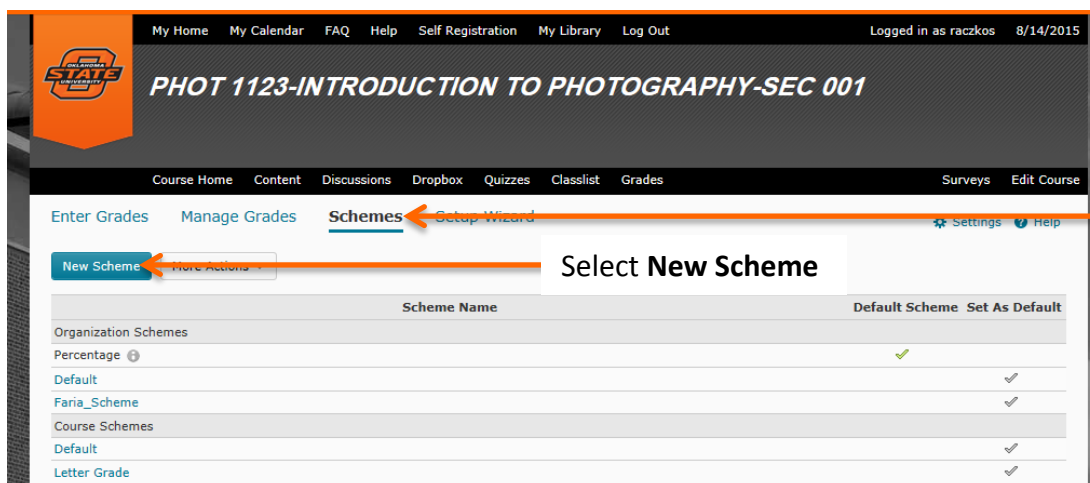 My Home My Calendar FAQ Help Self Registration My Library Log Out Logged in as raczkos 8/14/2015
OKLAHOMA
STATE
UNIVERSITY
PHOT 1123-INTRODUCTION TO PHOTOGRAPHY-SEC 001
Course Home Content Discussions Dropbox Quizzes Classlist Grades Surveys Edit Course
Enter Grades Manage Grades Schemes Setup Wizard Settings Help
New Scheme More Actions Select New Scheme
Scheme Name Default Scheme Set As Default
Organization Schemes
Percentage
Default
Faria_Scheme
Course Schemes
Default
Letter Grade